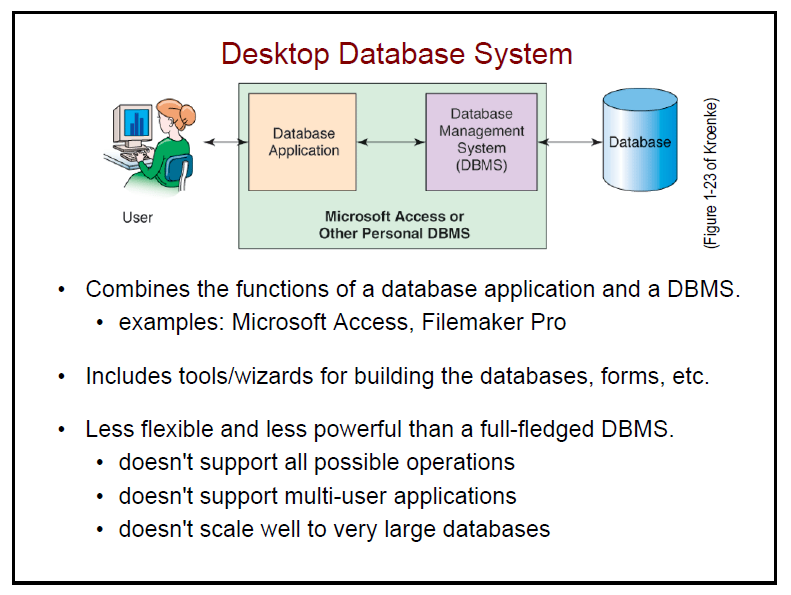 Desktop Database System
Database
Application
Database
Management
System
(DBMS)
Database
User
Microsoft Access or
Other Personal DBMS
(Figure 1-23 of Kroenke)
• Combines the functions of a database application and a DBMS.
• examples: Microsoft Access, Filemaker Pro
• Includes tools/wizards for building the databases, forms, etc.
• Less flexible and less powerful than a full-fledged DBMS.
• doesn't support all possible operations
• doesn't support multi-user applications
• doesn't scale well to very large databases